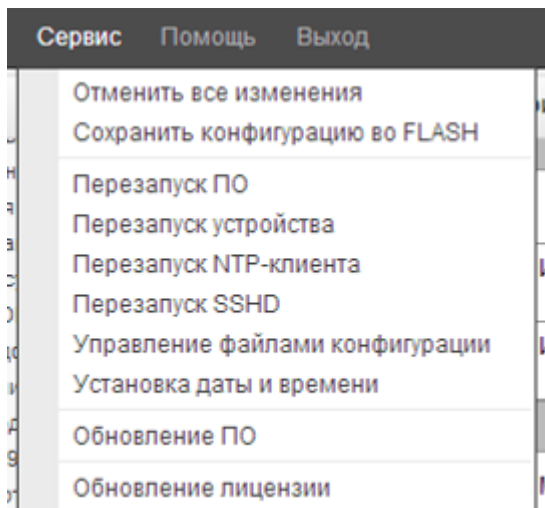 Сервис Помощь Выход
Отменить все изменения
Сохранить конфигурацию во FLASH
Перезапуск ПО
Перезапуск устройства
Перезапуск NTP-клиента
Перезапуск SSHD
Управление файлами конфигурации
Установка даты и времени
Обновление ПО
Обновление лицензии